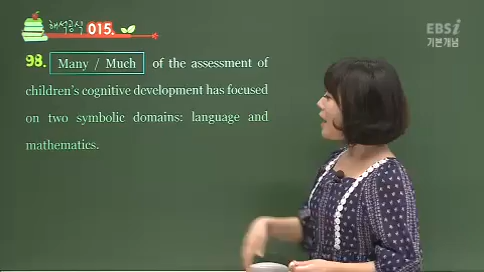 해석공식 015.
EBSi
기본개념
98. Many / Much of the assessment of
children's cognitive development has focused
on two symbolic domains: language and
mathematics.